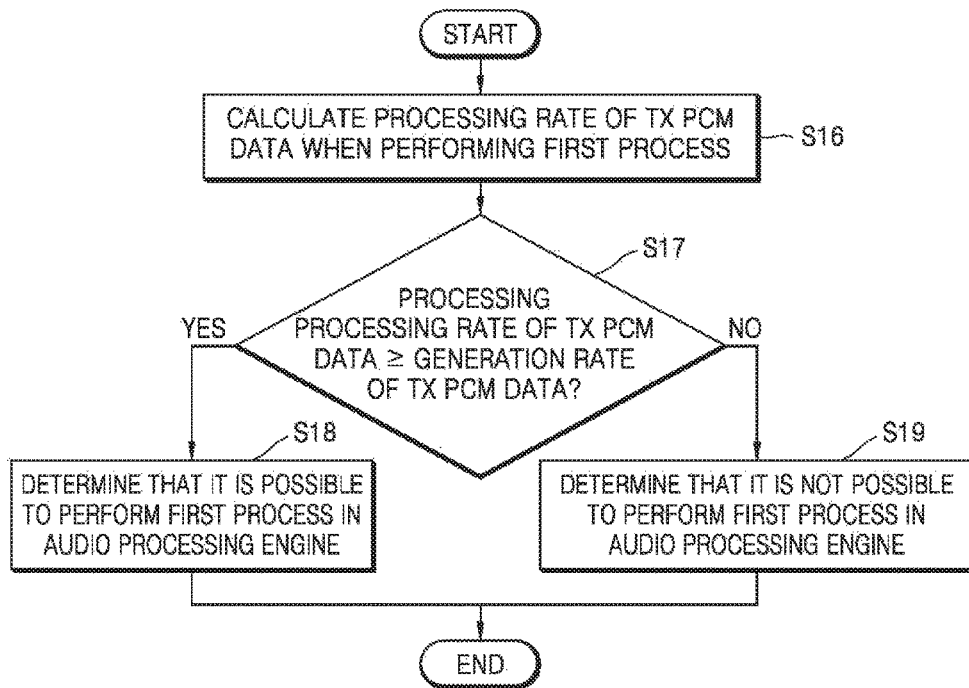 START
CALCULATE PROCESSING RATE OF TX PCM
DATA WHEN PERFORMING FIRST PROCESS
S16
S17
PROCESSING
PROCESSING RATE OF TX PCM
DATA ≥ GENERATION RATE
OF TX PCM DATA?
YES
NO
S18
DETERMINE THAT IT IS POSSIBLE
TO PERFORM FIRST PROCESS IN
AUDIO PROCESSING ENGINE
S19
DETERMINE THAT IT IS NOT POSSIBLE
TO PERFORM FIRST PROCESS IN
AUDIO PROCESSING ENGINE
END